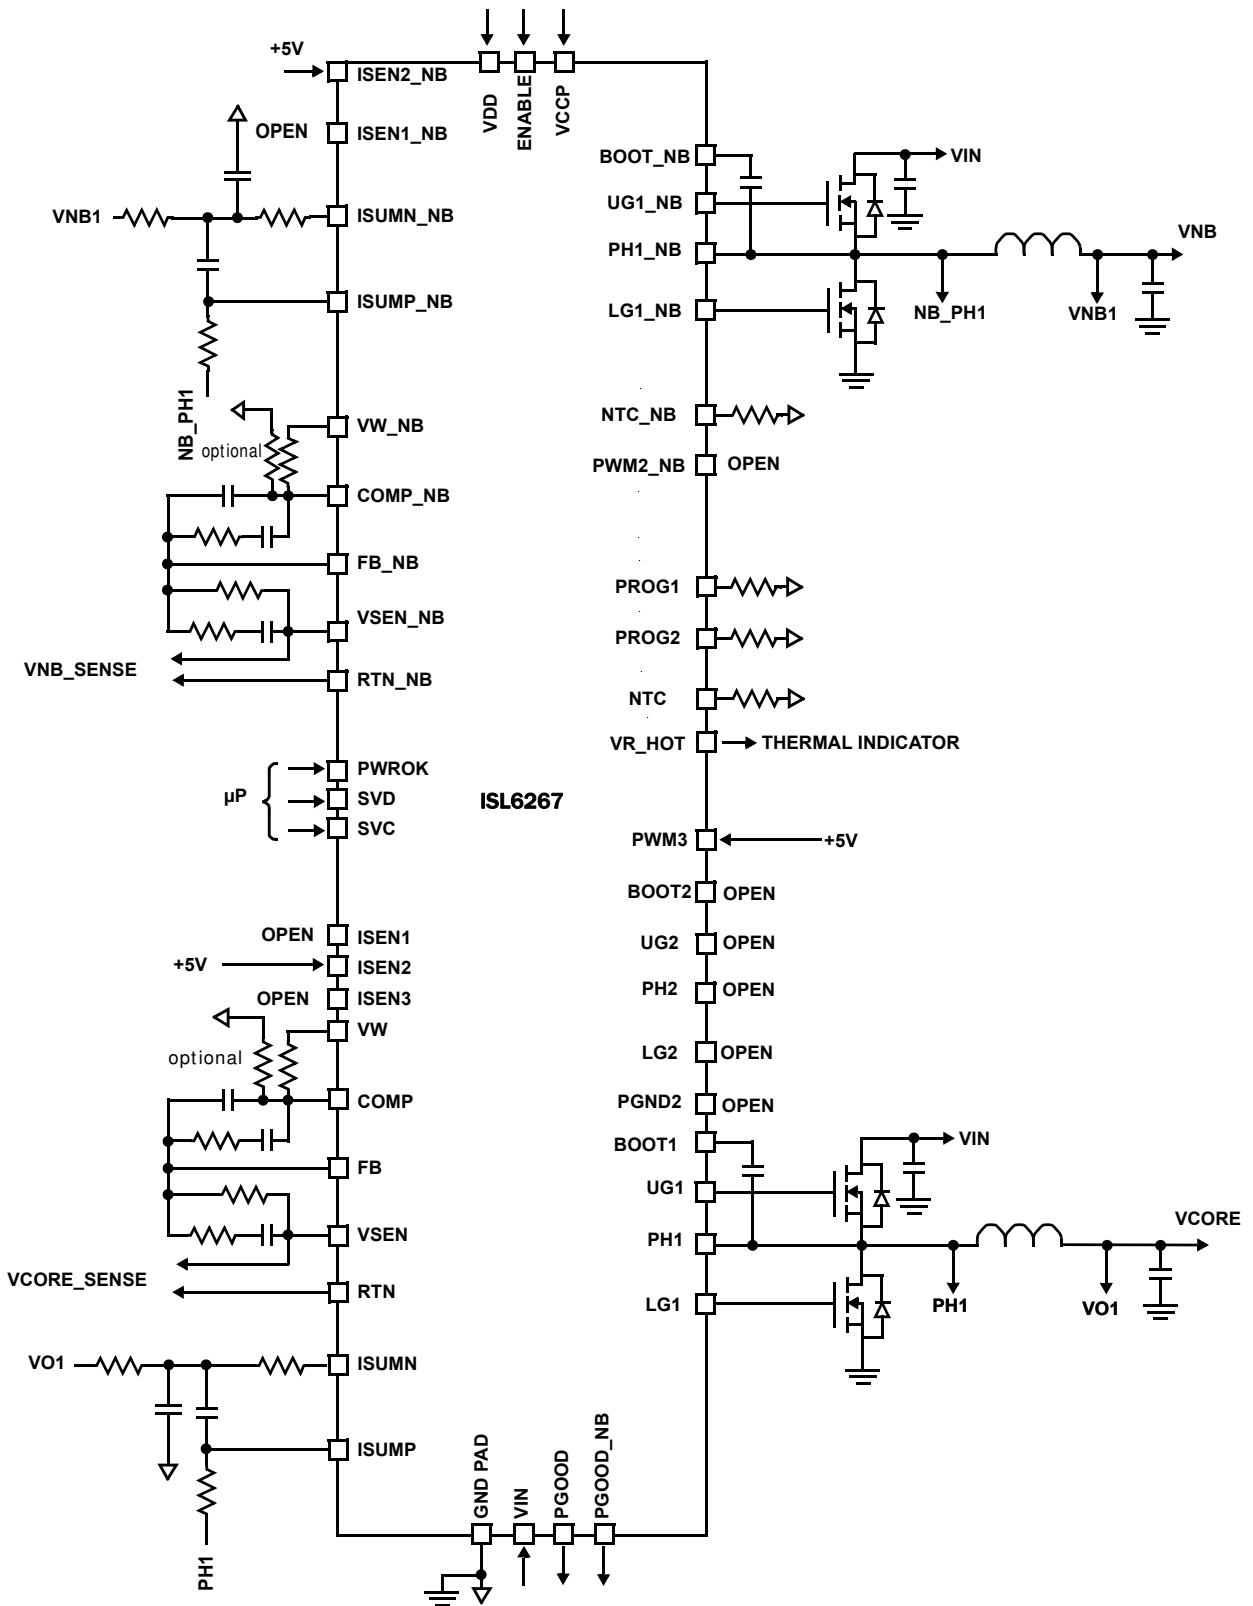 +5V
ISEN2_NB
VDD
ENABLE
VCCP
OPEN
ISEN1_NB
BOOT_NB
VIN
VNB1
ISUMN_NB
UG1_NB
VNB
PH1_NB
ISUMP_NB
LG1_NB
NB_PH1
VNB1
NB_PH1
optional
VW_NB
NTC_NB
PWM2_NB
OPEN
COMP_NB
FB_NB
PROG1
VSEN_NB
PROG2
VNB_SENSE
RTN_NB
NTC
VR_HOT
THERMAL INDICATOR
µP
PWROK
SVD
SVC
ISL6267
PWM3
+5V
BOOT2
OPEN
OPEN
ISEN1
UG2
OPEN
+5V
ISEN2
OPEN
ISEN3
PH2
OPEN
VW
optional
LG2
OPEN
COMP
PGND2
OPEN
BOOT1
VIN
FB
UG1
VSEN
PH1
VCORE
VCORE_SENSE
RTN
LG1
PH1
VO1
VO1
ISUMN
ISUMP
PH1
GND PAD
VIN
PGOOD
PGOOD_NB